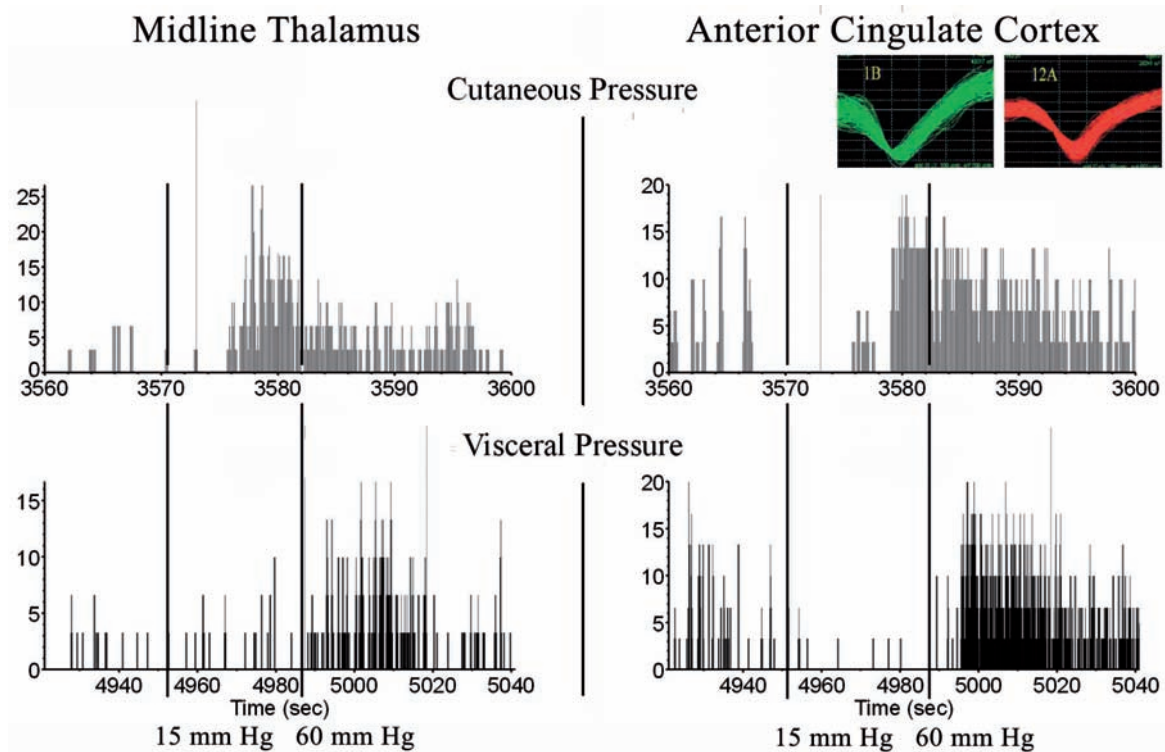 Midline Thalamus
Anterior Cingulate Cortex
Cutaneous Pressure
1B
12A
25
20
15
10
5
0
3560 3570 3580 3590 3600
20
15
10
5
0
3560 3570 3580 3590 3600
Visceral Pressure
15
10
5
0
4940 4960 4980 5000 5020 5040
Time (sec)
15 mm Hg 60 mm Hg
20
15
10
5
0
4940 4960 4980 5000 5020 5040
Time (sec)
15 mm Hg 60 mm Hg